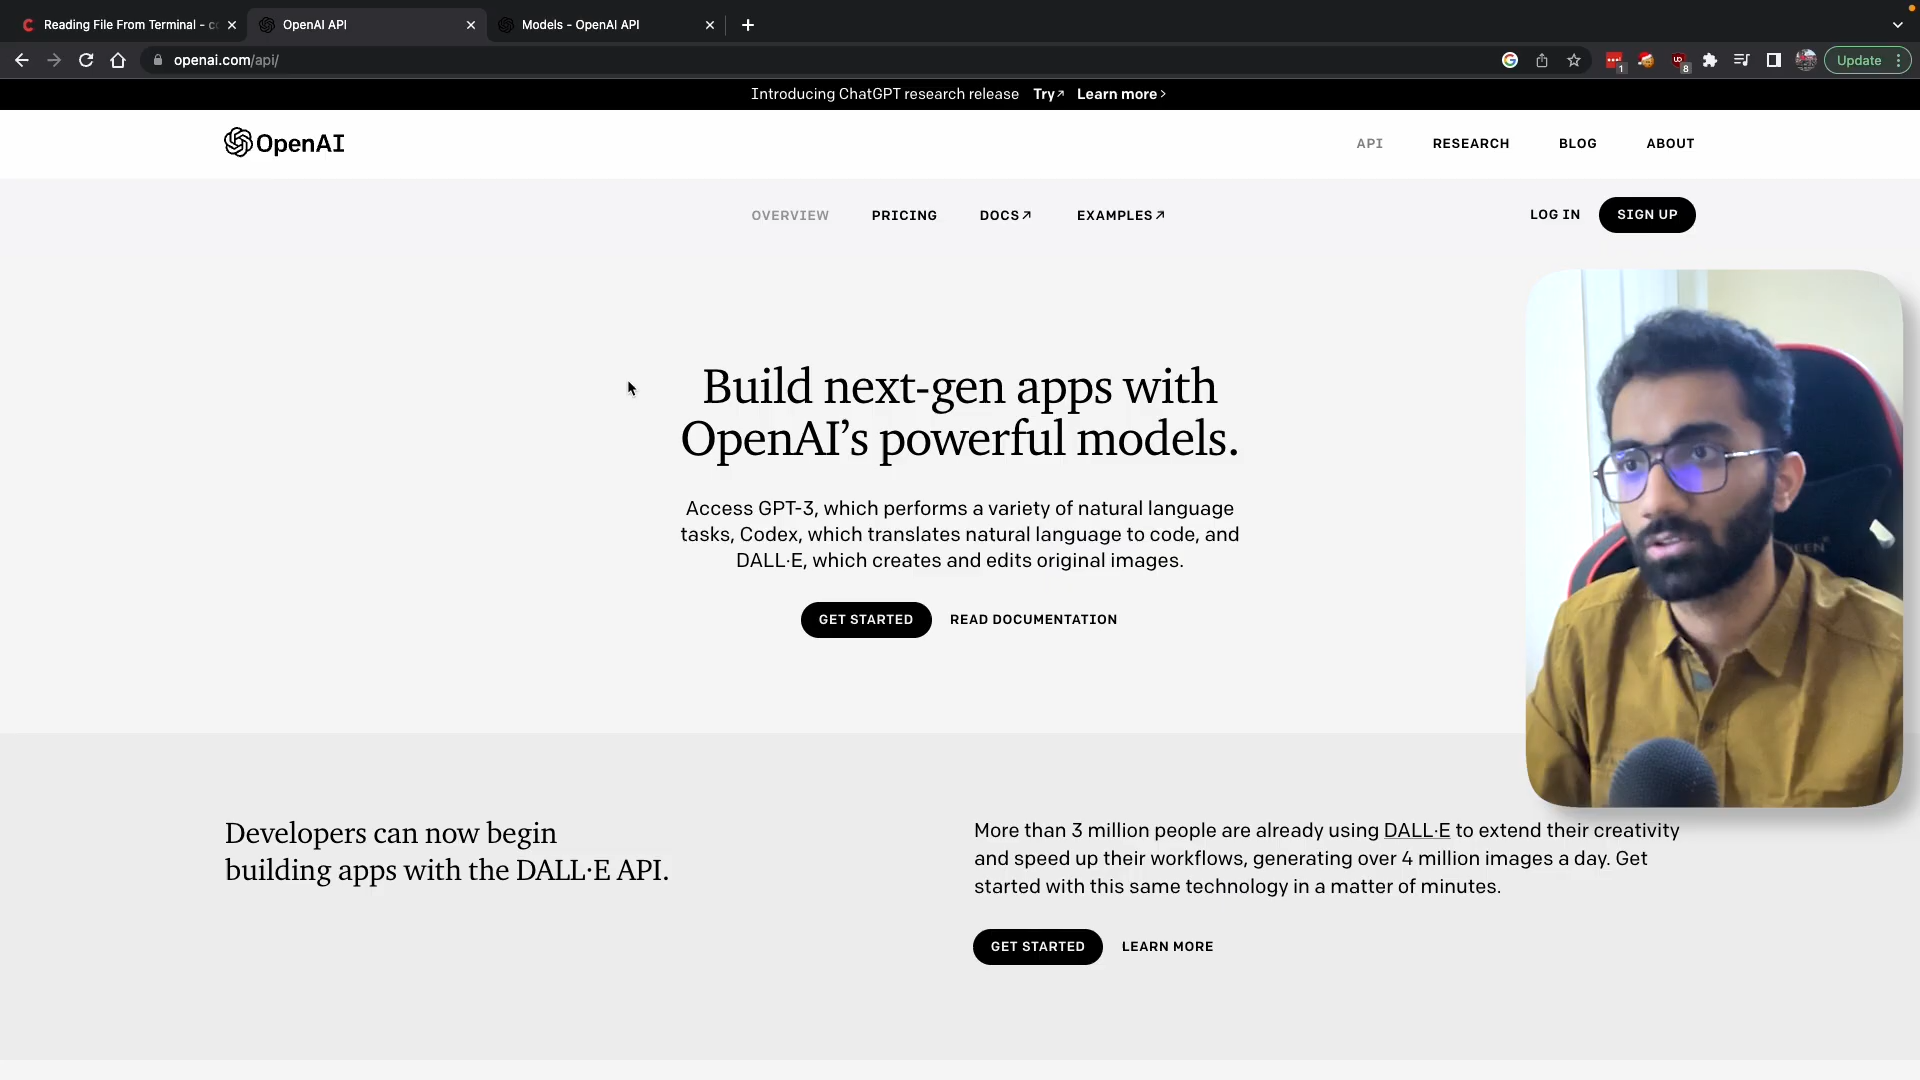 Reading File From Terminal - c
OpenAI API
Models - OpenAI API
openai.com/api/
1
8
Update
Introducing ChatGPT research release Try↗ Learn more ›
OpenAI
API RESEARCH BLOG ABOUT
OVERVIEW PRICING DOCS↗ EXAMPLES↗
LOG IN SIGN UP
Build next-gen apps with
OpenAI’s powerful models.
Access GPT-3, which performs a variety of natural language
tasks, Codex, which translates natural language to code, and
DALL·E, which creates and edits original images.
GET STARTED READ DOCUMENTATION
Developers can now begin
building apps with the DALL·E API.
More than 3 million people are already using DALL·E to extend their creativity
and speed up their workflows, generating over 4 million images a day. Get
started with this same technology in a matter of minutes.
GET STARTED LEARN MORE